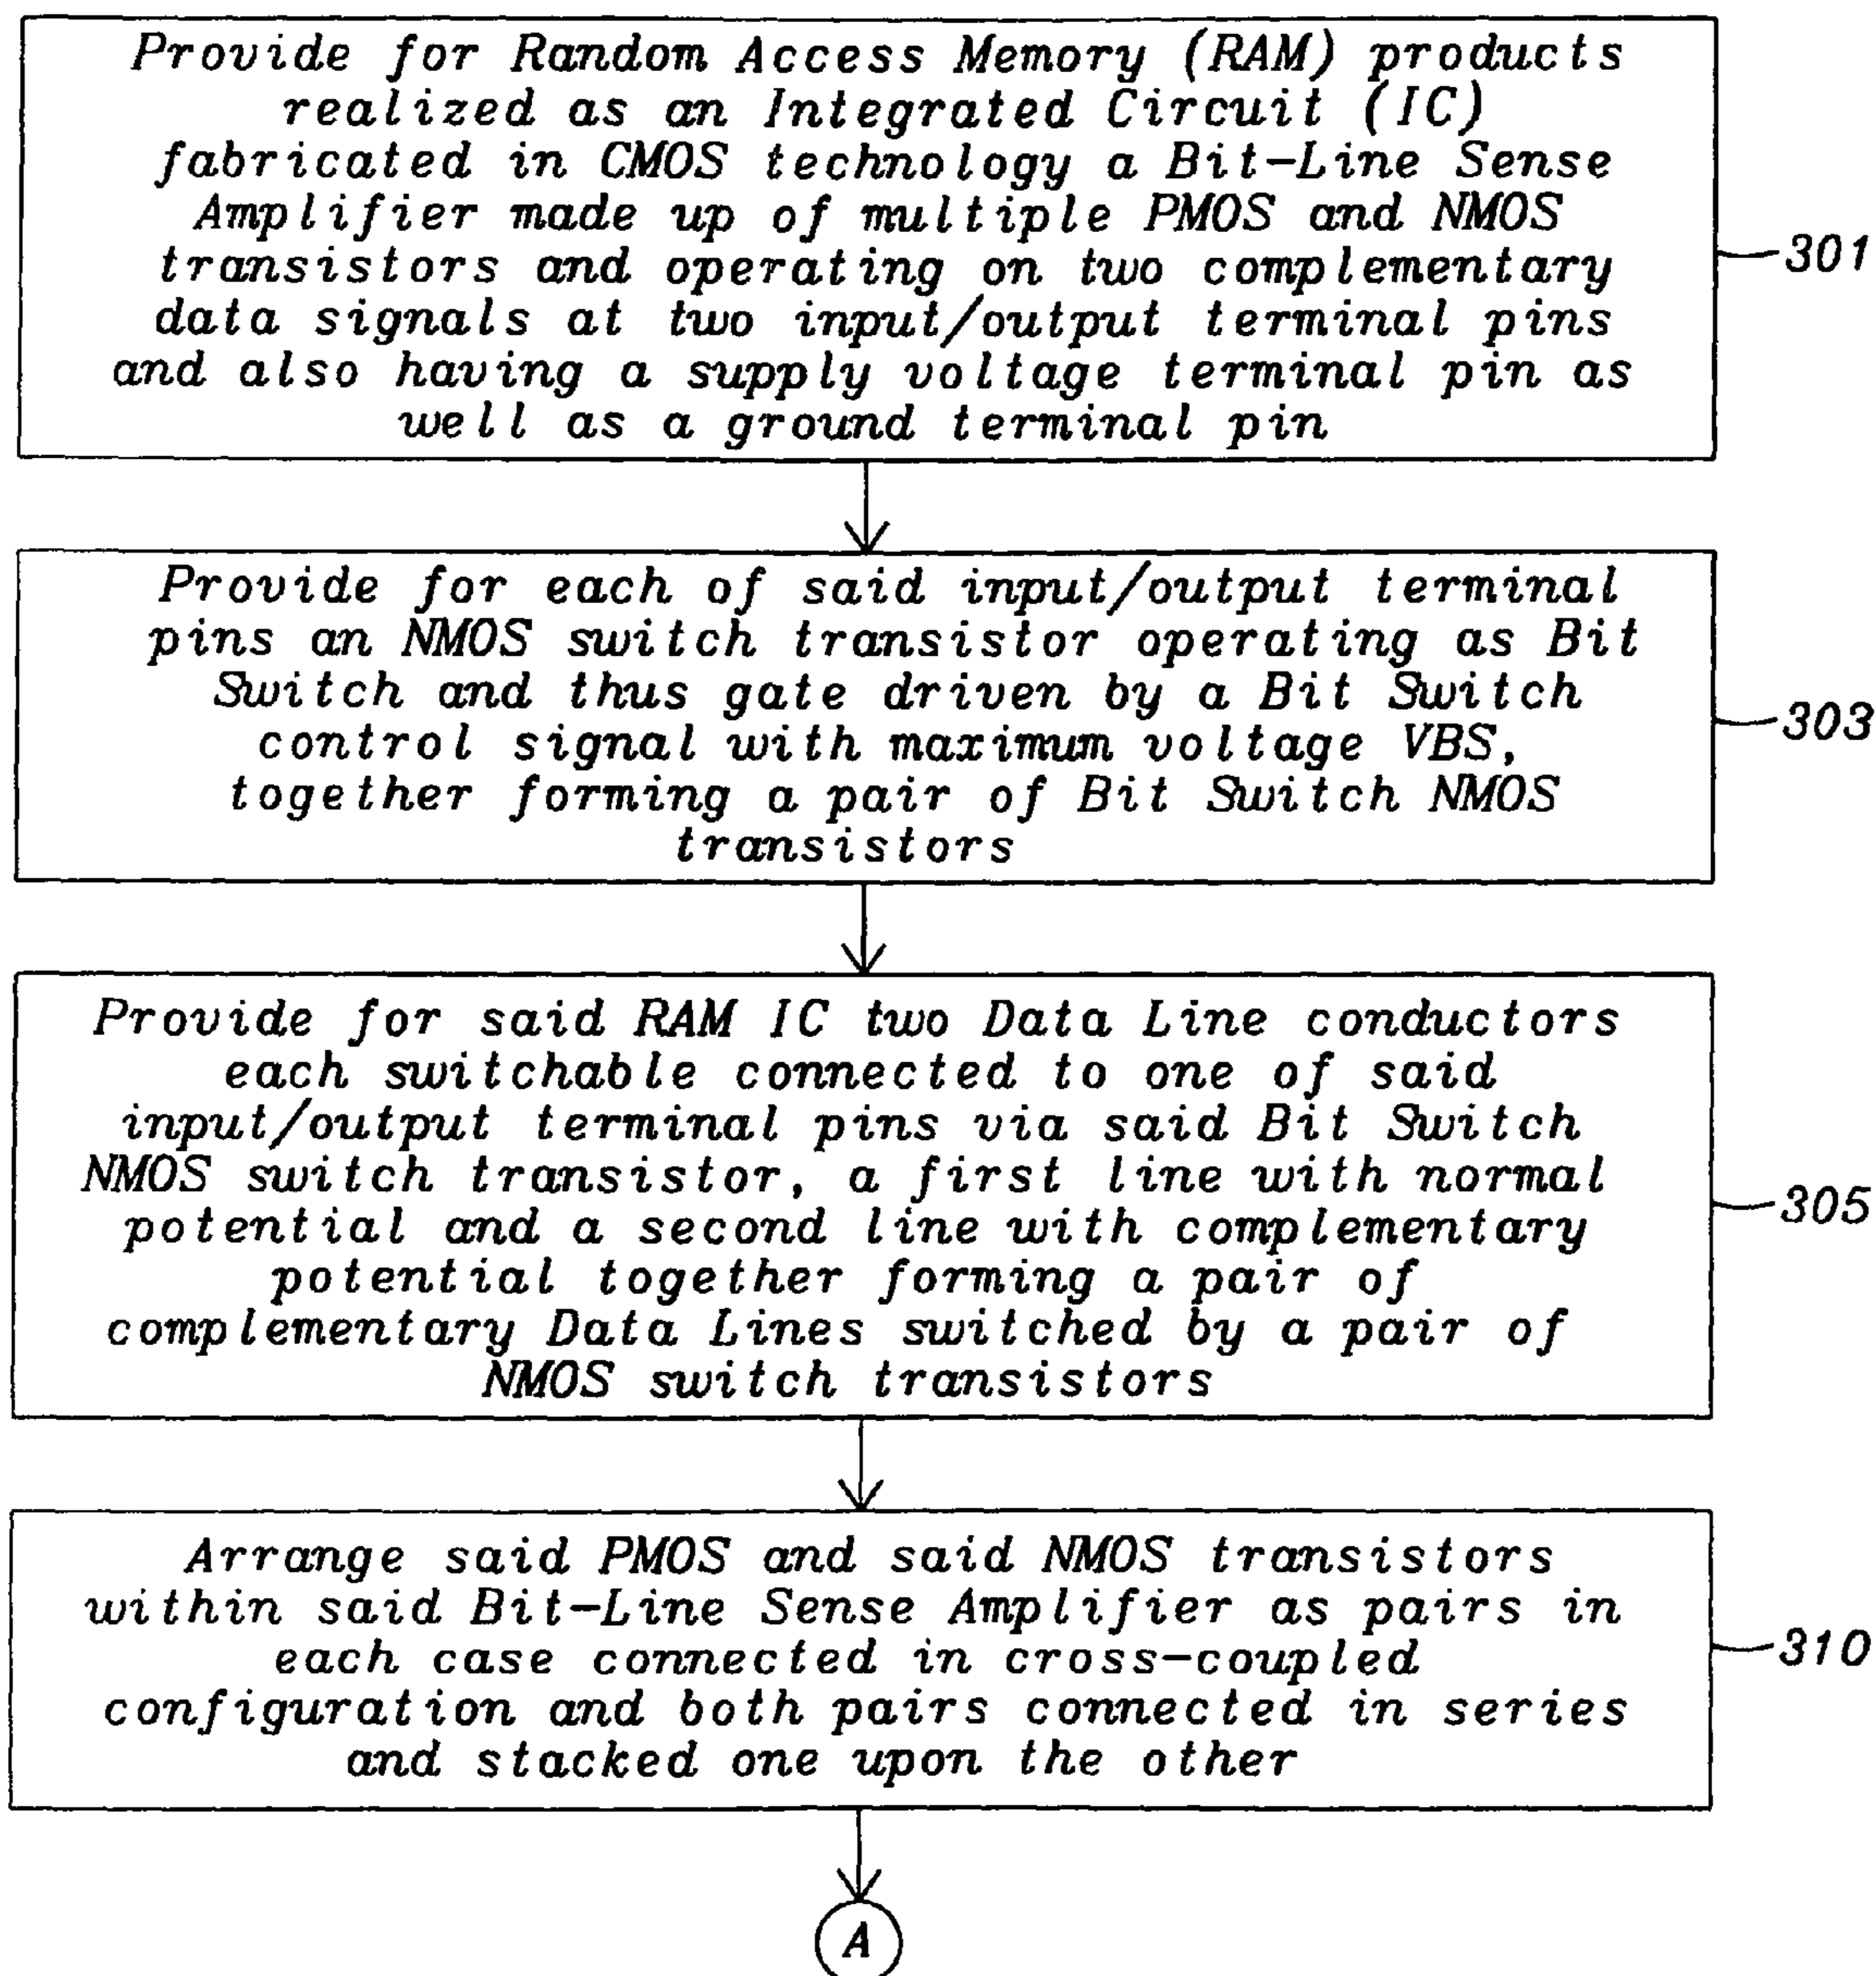 Provide for Random Access Memory (RAM) products
realized as an Integrated Circuit (IC)
fabricated in CMOS technology a Bit-Line Sense
Amplifier made up of multiple PMOS and NMOS
transistors and operating on two complementary
data signals at two input/output terminal pins
and also having a supply voltage terminal pin as
well as a ground terminal pin
301
Provide for each of said input/output terminal
pins an NMOS switch transistor operating as Bit
Switch and thus gate driven by a Bit Switch
control signal with maximum voltage VBS,
together forming a pair of Bit Switch NMOS
transistors
303
Provide for said RAM IC two Data Line conductors
each switchable connected to one of said
input/output terminal pins via said Bit Switch
NMOS switch transistor, a first line with normal
potential and a second line with complementary
potential together forming a pair of
complementary Data Lines switched by a pair of
NMOS switch transistors
305
Arrange said PMOS and said NMOS transistors
within said Bit-Line Sense Amplifier as pairs in
each case connected in cross-coupled
configuration and both pairs connected in series
and stacked one upon the other
310
A